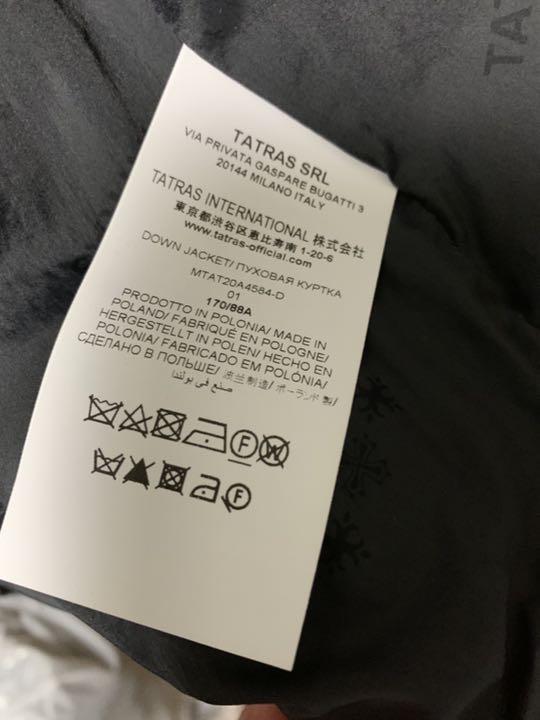 TA
TATRAS SRL
VIA PRIVATA GASPARE BUGATTI 3
20144 MILANO ITALY
TATRAS INTERNATIONAL 株式会社
東京都渋谷区恵比寿南 1-20-6
www.tatras-official.com
DOWN JACKET/ ПУХОВАЯ КУРТКА
MTAT20A4584-D
01
170/88A
PRODOTTO IN POLONIA/ MADE IN
POLAND/ FABRIQUÉ EN POLOGNE/
HERGESTELLT IN POLEN/ HECHO EN
POLONIA/ FABRICADO EM POLÓNIA/
СДЕЛАНО В ПОЛЬШЕ/ 波兰制造/ ポーランド製/
صنع في بولندا
F W
F